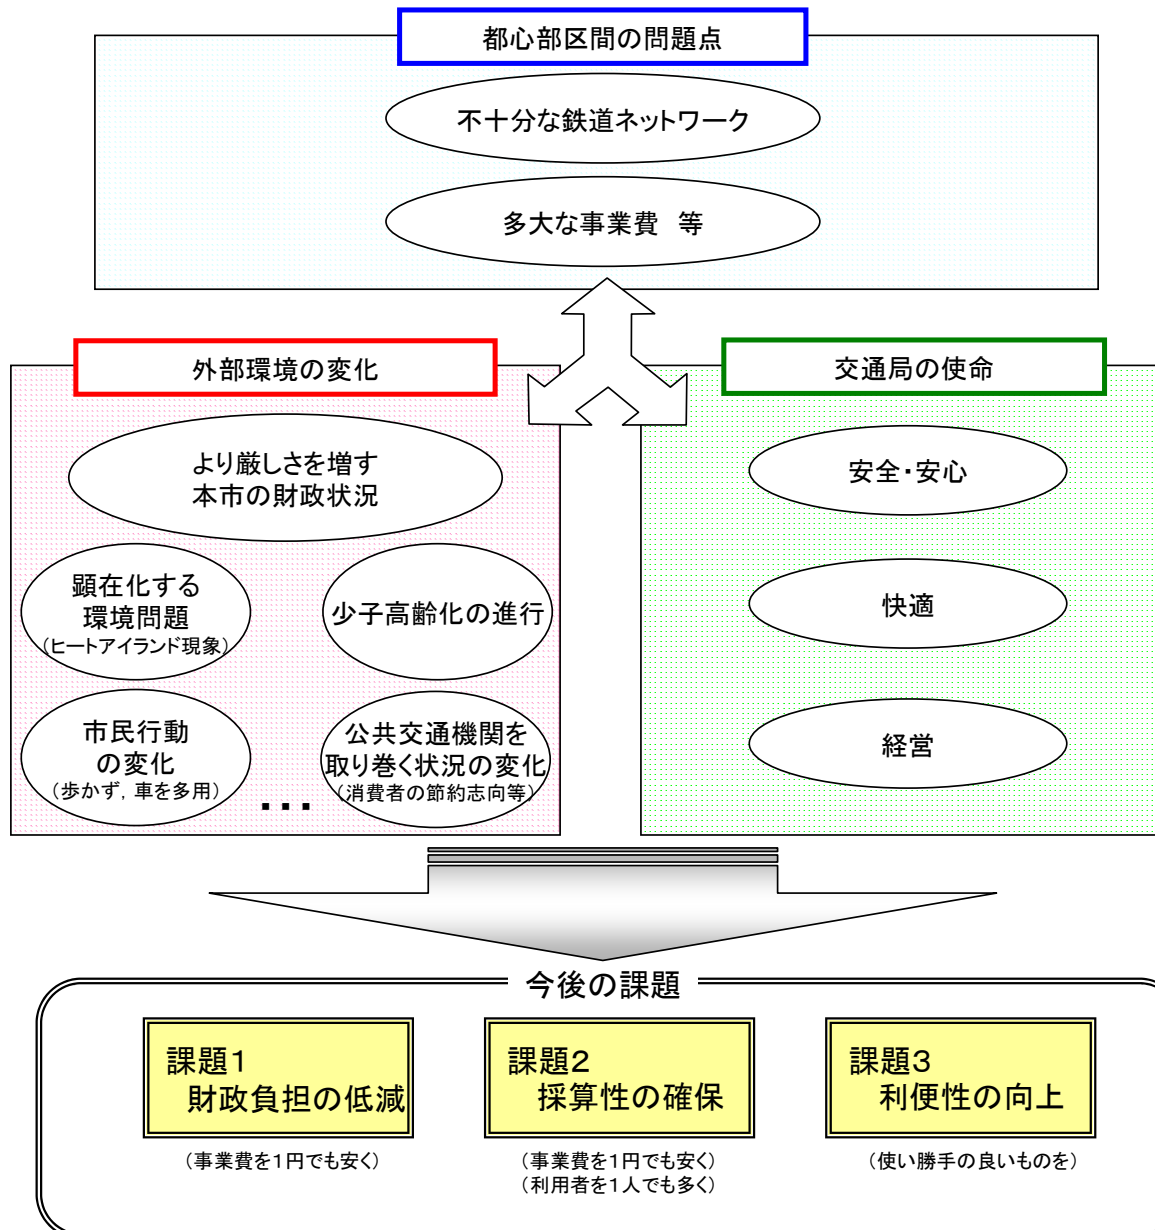 都心部区間の問題点
不十分な鉄道ネットワーク
多大な事業費　等
外部環境の変化
より厳しさを増す
本市の財政状況
顕在化する
環境問題
(ヒートアイランド現象)
少子高齢化の進行
市民行動
の変化
(歩かず，車を多用)
…
公共交通機関を
取り巻く状況の変化
(消費者の節約志向等)
交通局の使命
安全・安心
快適
経営
今後の課題
課題１
財政負担の低減
(事業費を１円でも安く)
課題２
採算性の確保
(事業費を１円でも安く)
(利用者を１人でも多く)
課題３
利便性の向上
(使い勝手の良いものを)